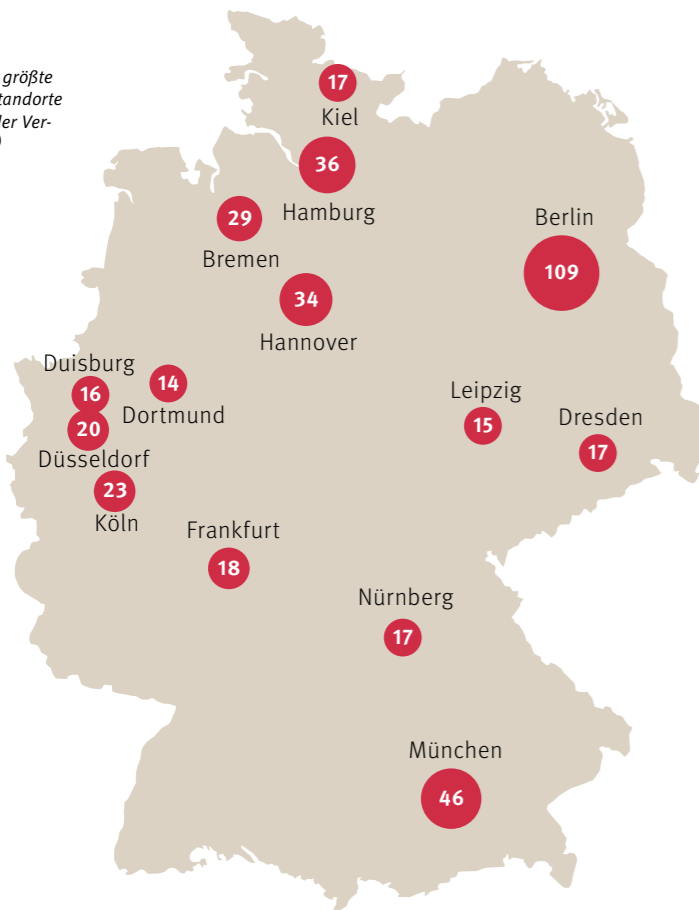 größte
tandorte
der Ver-
)
17
Kiel
36
Hamburg
29
Bremen
Berlin
109
34
Hannover
Duisburg
16
14
Dortmund
20
Düsseldorf
23
Köln
Leipzig
15
Dresden
17
Frankfurt
18
Nürnberg
17
München
46